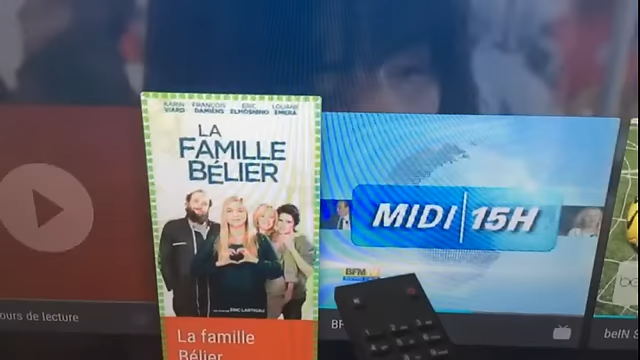 KARIN VIARD FRANÇOIS DAMIENS ERIC ELMOSNINO LOUANE EMERA
LA
FAMILLE
BÉLIER
ERIC LARTIGAU
La famille
Bélier
MIDI 15H
BFM
ours de lecture
BF
beIN S